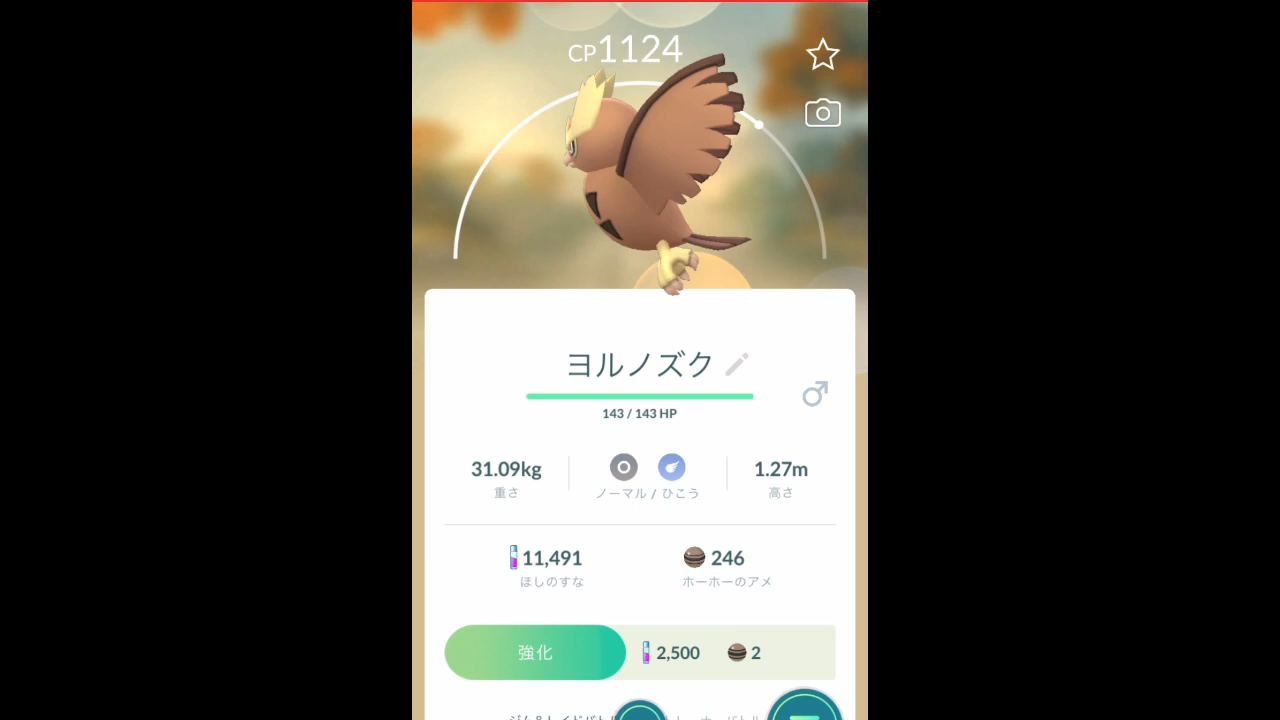 CP1124
ヨルノズク
143 / 143 HP
31.09kg
重さ
ノーマル / ひこう
1.27m
高さ
11,491
ほしのすな
246
ホーホーのアメ
強化
2,500
2